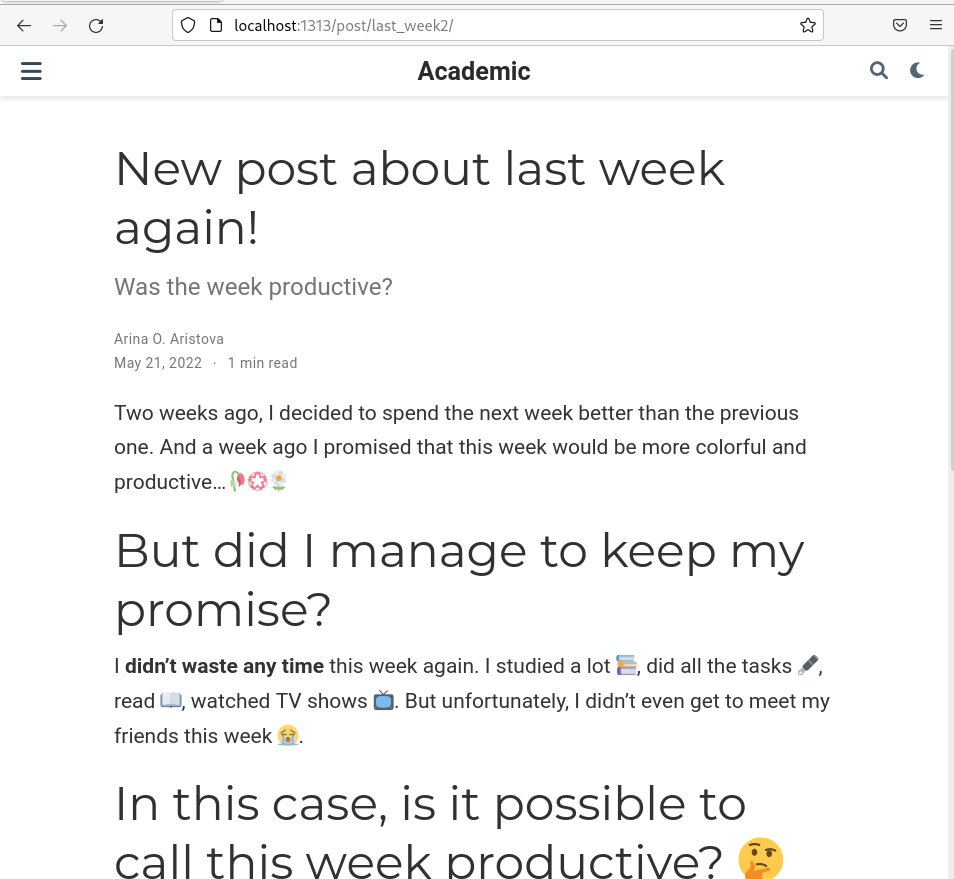 localhost:1313/post/last_week2/
Academic
New post about last week
again!
Was the week productive?
Arina O. Aristova
May 21, 2022 · 1 min read
Two weeks ago, I decided to spend the next week better than the previous
one. And a week ago I promised that this week would be more colorful and
productive…🥀💮🌼
But did I manage to keep my
promise?
I didn’t waste any time this week again. I studied a lot 📚, did all the tasks 🖋️,
read 📖, watched TV shows 📺. But unfortunately, I didn’t even get to meet my
friends this week 😭.
In this case, is it possible to
call this week productive? 🤔